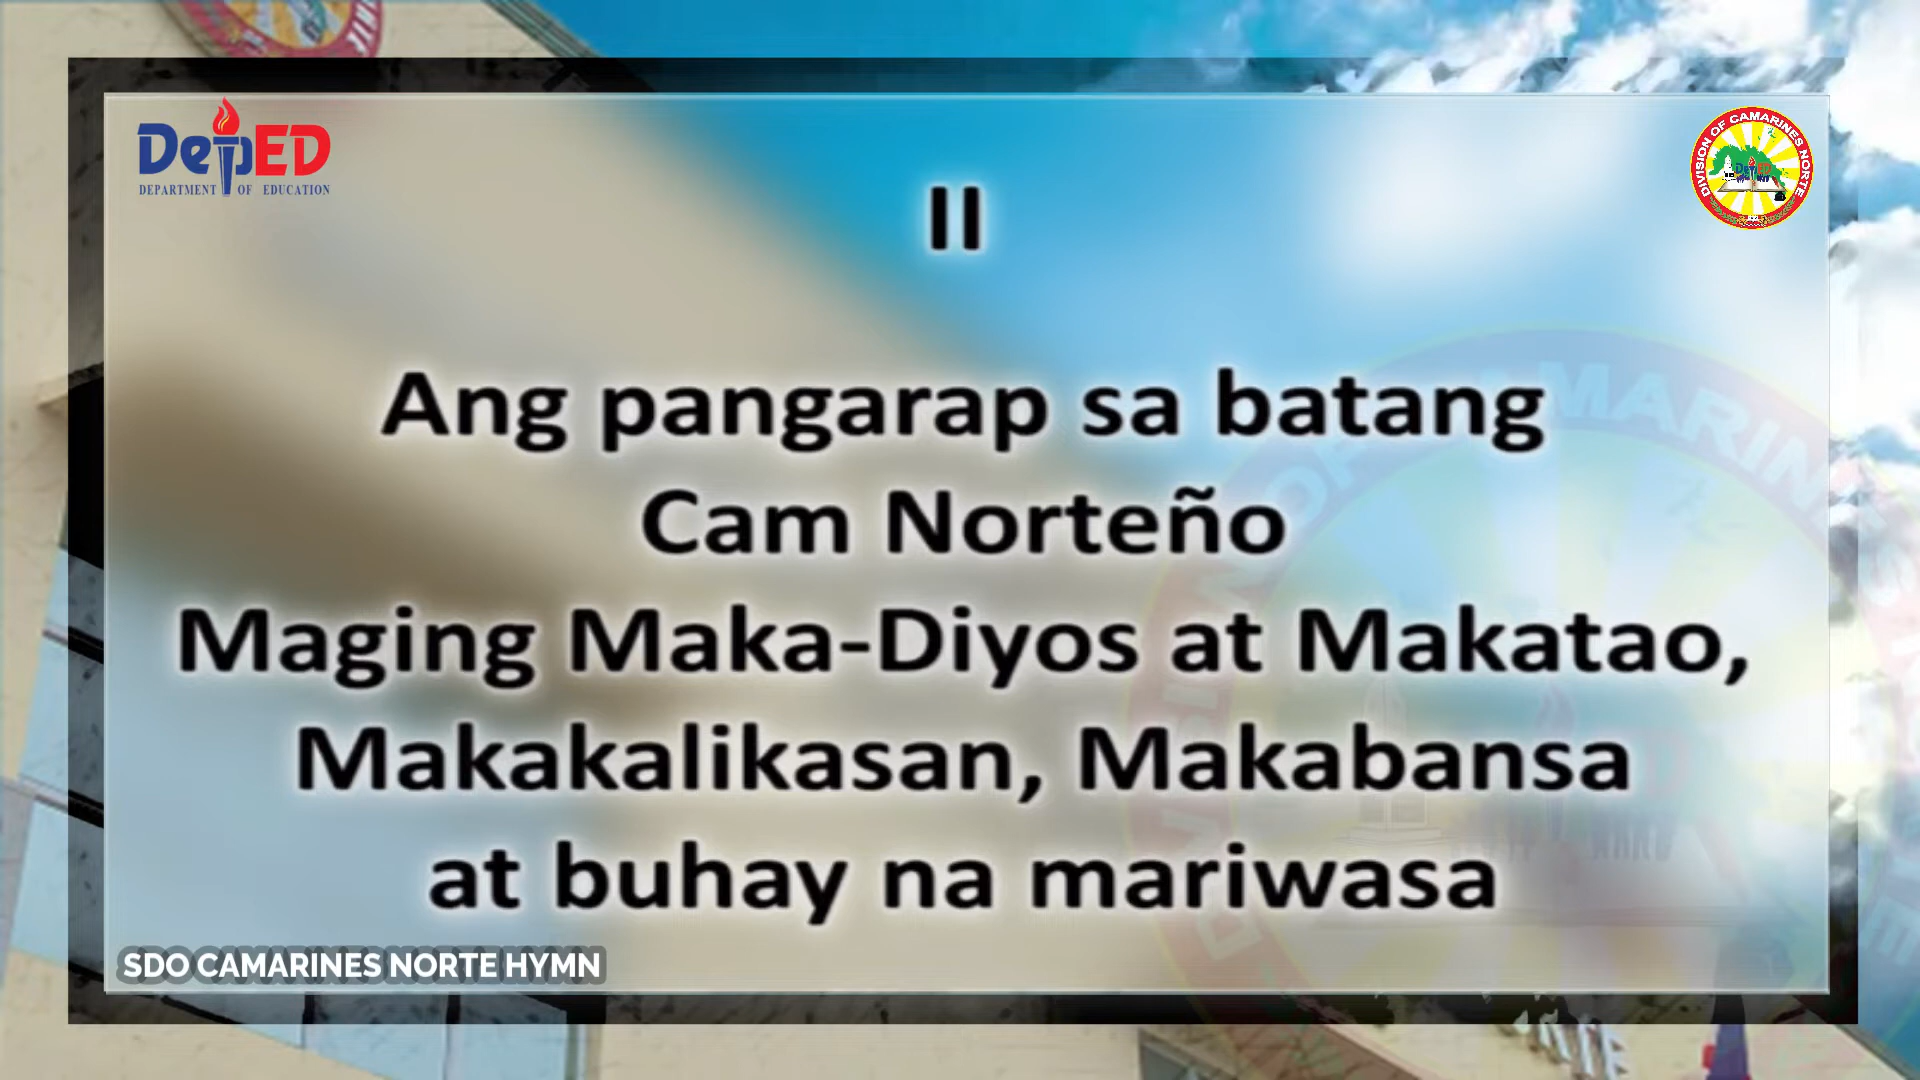 DepED
DEPARTMENT OF EDUCATION
DIVISION OF CAMARINES NORTE
II
Ang pangarap sa batang
Cam Norteño
Maging Maka-Diyos at Makatao,
Makakalikasan, Makabansa
at buhay na mariwasa
SDO CAMARINES NORTE HYMN